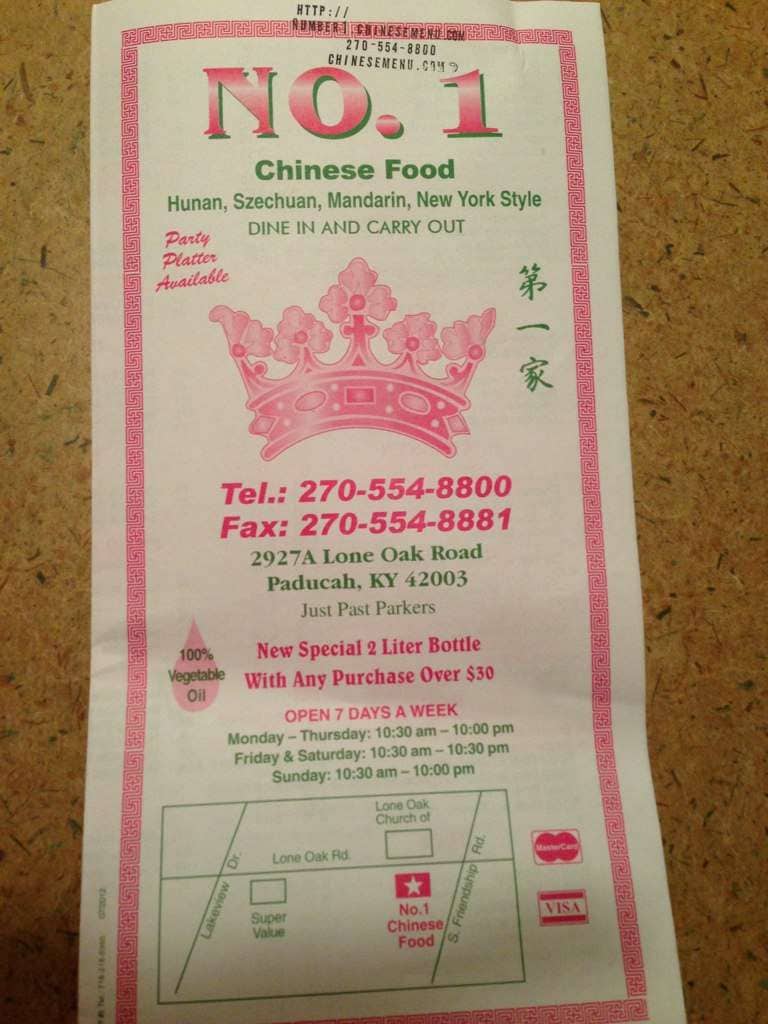 HTTP://
NUMBER1.CHINESEMENU.COM
270-554-8800
CHINESEMENU.COM
NO. 1
Chinese Food
Hunan, Szechuan, Mandarin, New York Style
DINE IN AND CARRY OUT
Party
Platter
Available
第一家
Tel.: 270-554-8800
Fax: 270-554-8881
2927A Lone Oak Road
Paducah, KY 42003
Just Past Parkers
100%
Vegetable
Oil
New Special 2 Liter Bottle
With Any Purchase Over $30
OPEN 7 DAYS A WEEK
Monday – Thursday: 10:30 am – 10:00 pm
Friday & Saturday: 10:30 am – 10:30 pm
Sunday: 10:30 am – 10:00 pm
Lone Oak
Church of
Lone Oak Rd.
Lakeview Dr.
S. Friendship Rd.
Super
Value
No.1
Chinese
Food
MasterCard
VISA
07/2012